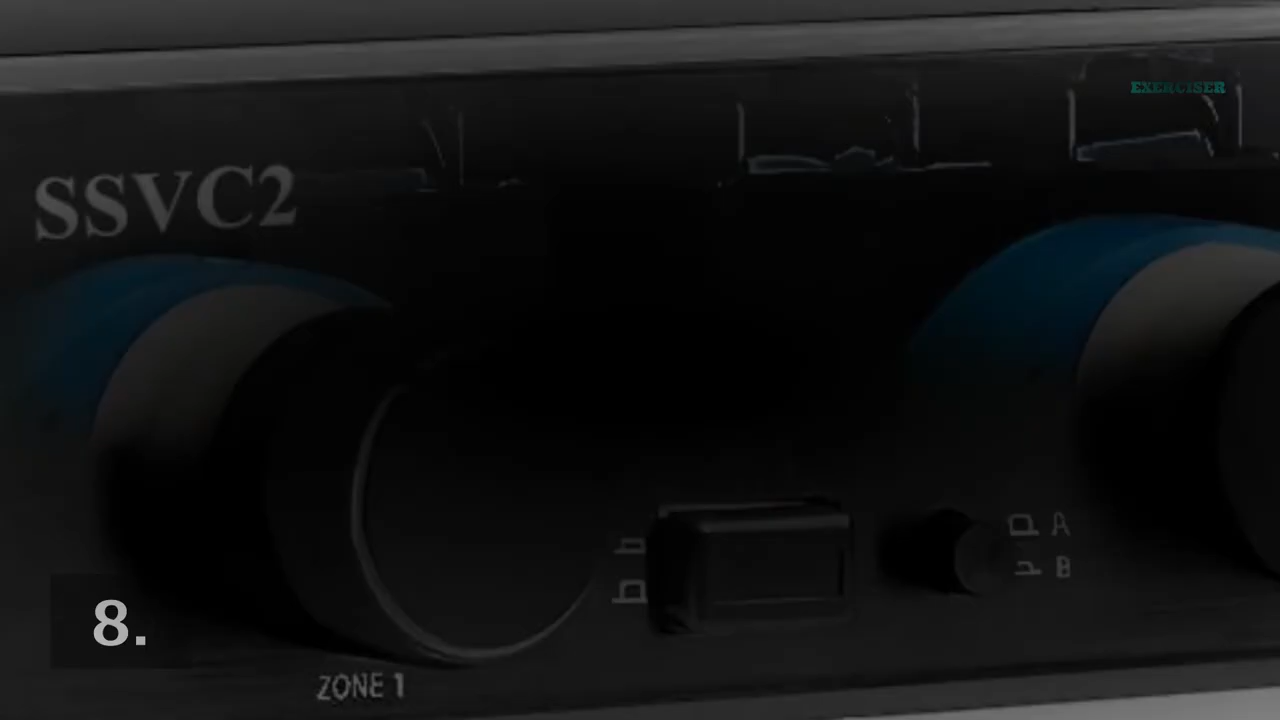 EXERCISER
SSVC2
A
B
8.
ZONE 1